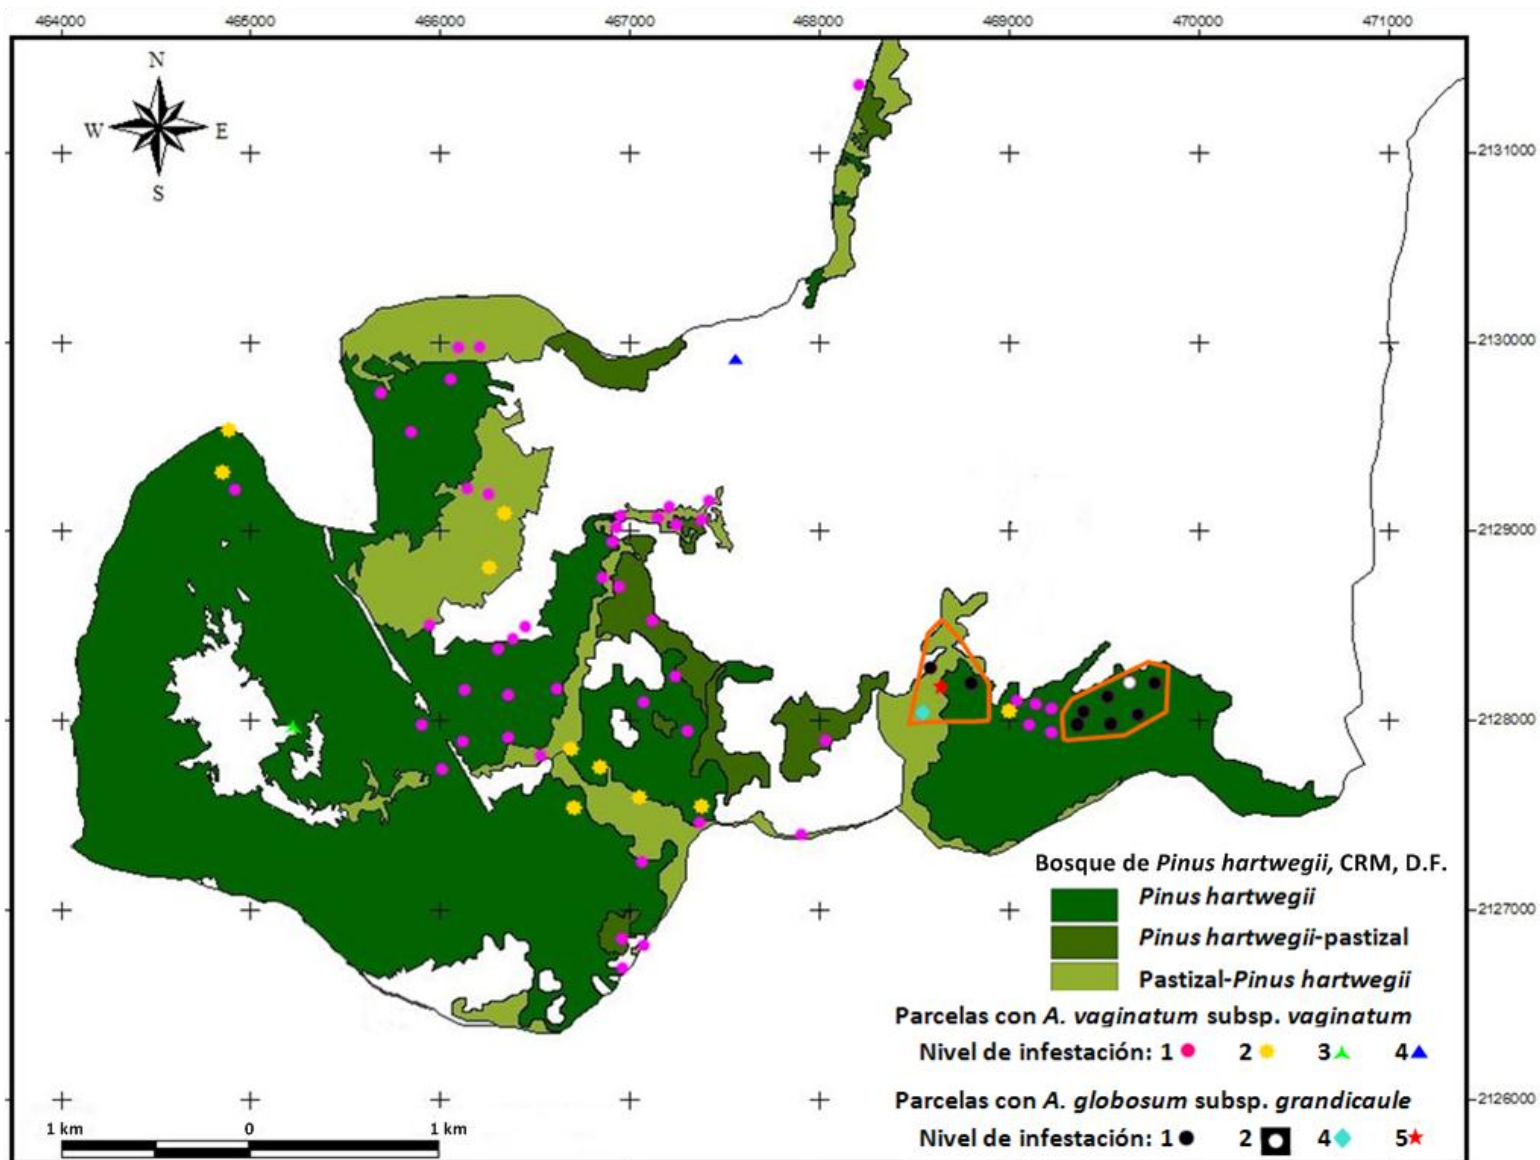 464000 465000 466000 467000 468000 469000 470000 471000
N
W E
S
2131000
2130000
2129000
2128000
2127000
2126000
Bosque de Pinus hartwegii, CRM, D.F.
Pinus hartwegii
Pinus hartwegii-pastizal
Pastizal-Pinus hartwegii
Parcelas con A. vaginatum subsp. vaginatum
Nivel de infestación: 1 2 3 4
Parcelas con A. globosum subsp. grandicaule
Nivel de infestación: 1 2 4 5
1 km 0 1 km